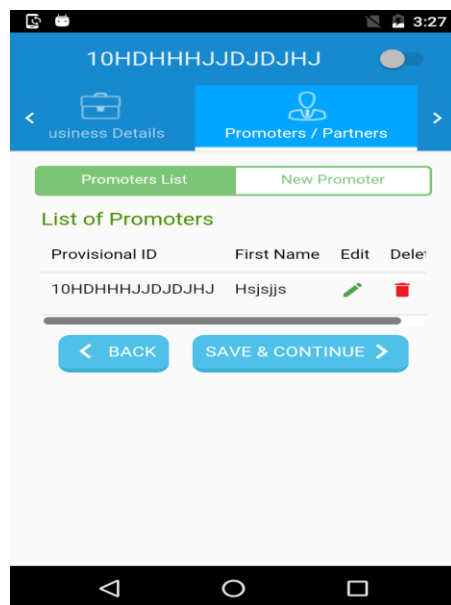 3:27
10HDHHHJJDJDJHJ
usiness Details Promoters / Partners
Promoters List New Promoter
List of Promoters
Provisional ID First Name Edit Delet
10HDHHHJJDJDJHJ Hsjsjjs
BACK SAVE & CONTINUE